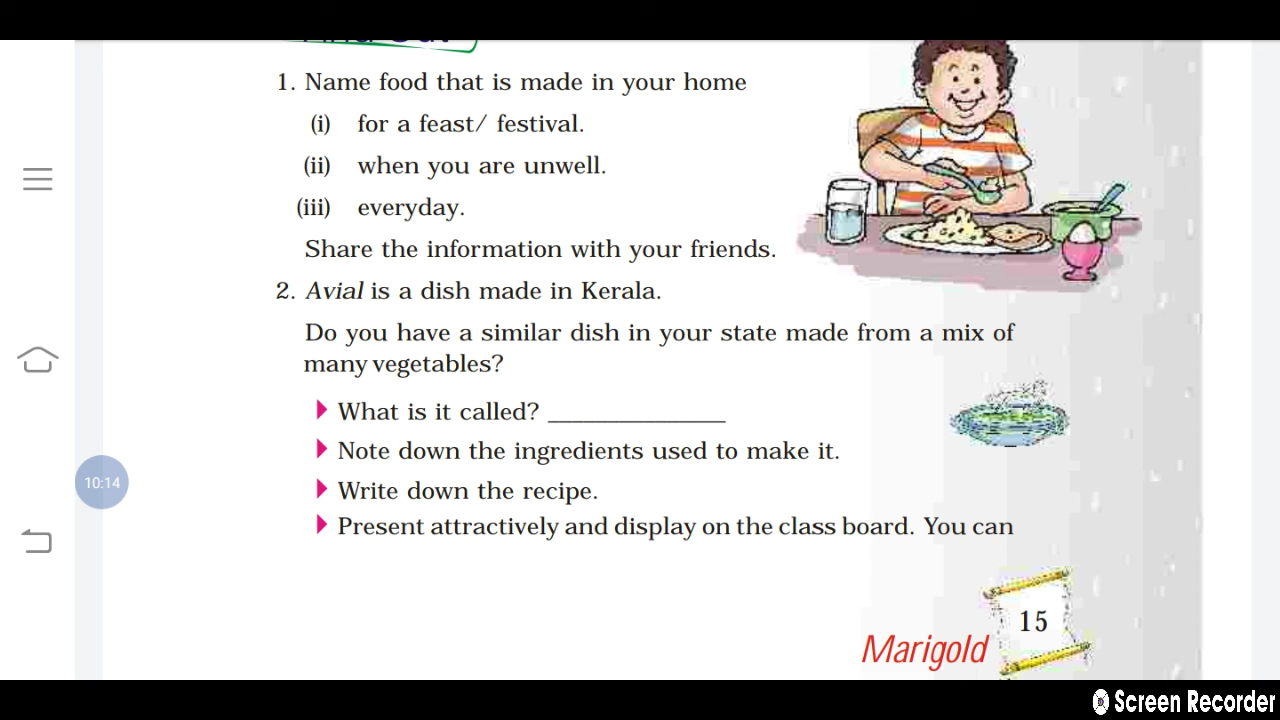 1. Name food that is made in your home
(i) for a feast/ festival.
(ii) when you are unwell.
(iii) everyday.
Share the information with your friends.
2. Avial is a dish made in Kerala.
Do you have a similar dish in your state made from a mix of
many vegetables?
What is it called? _______________
Note down the ingredients used to make it.
Write down the recipe.
10:14
Present attractively and display on the class board. You can
15
Marigold
Screen Recorder